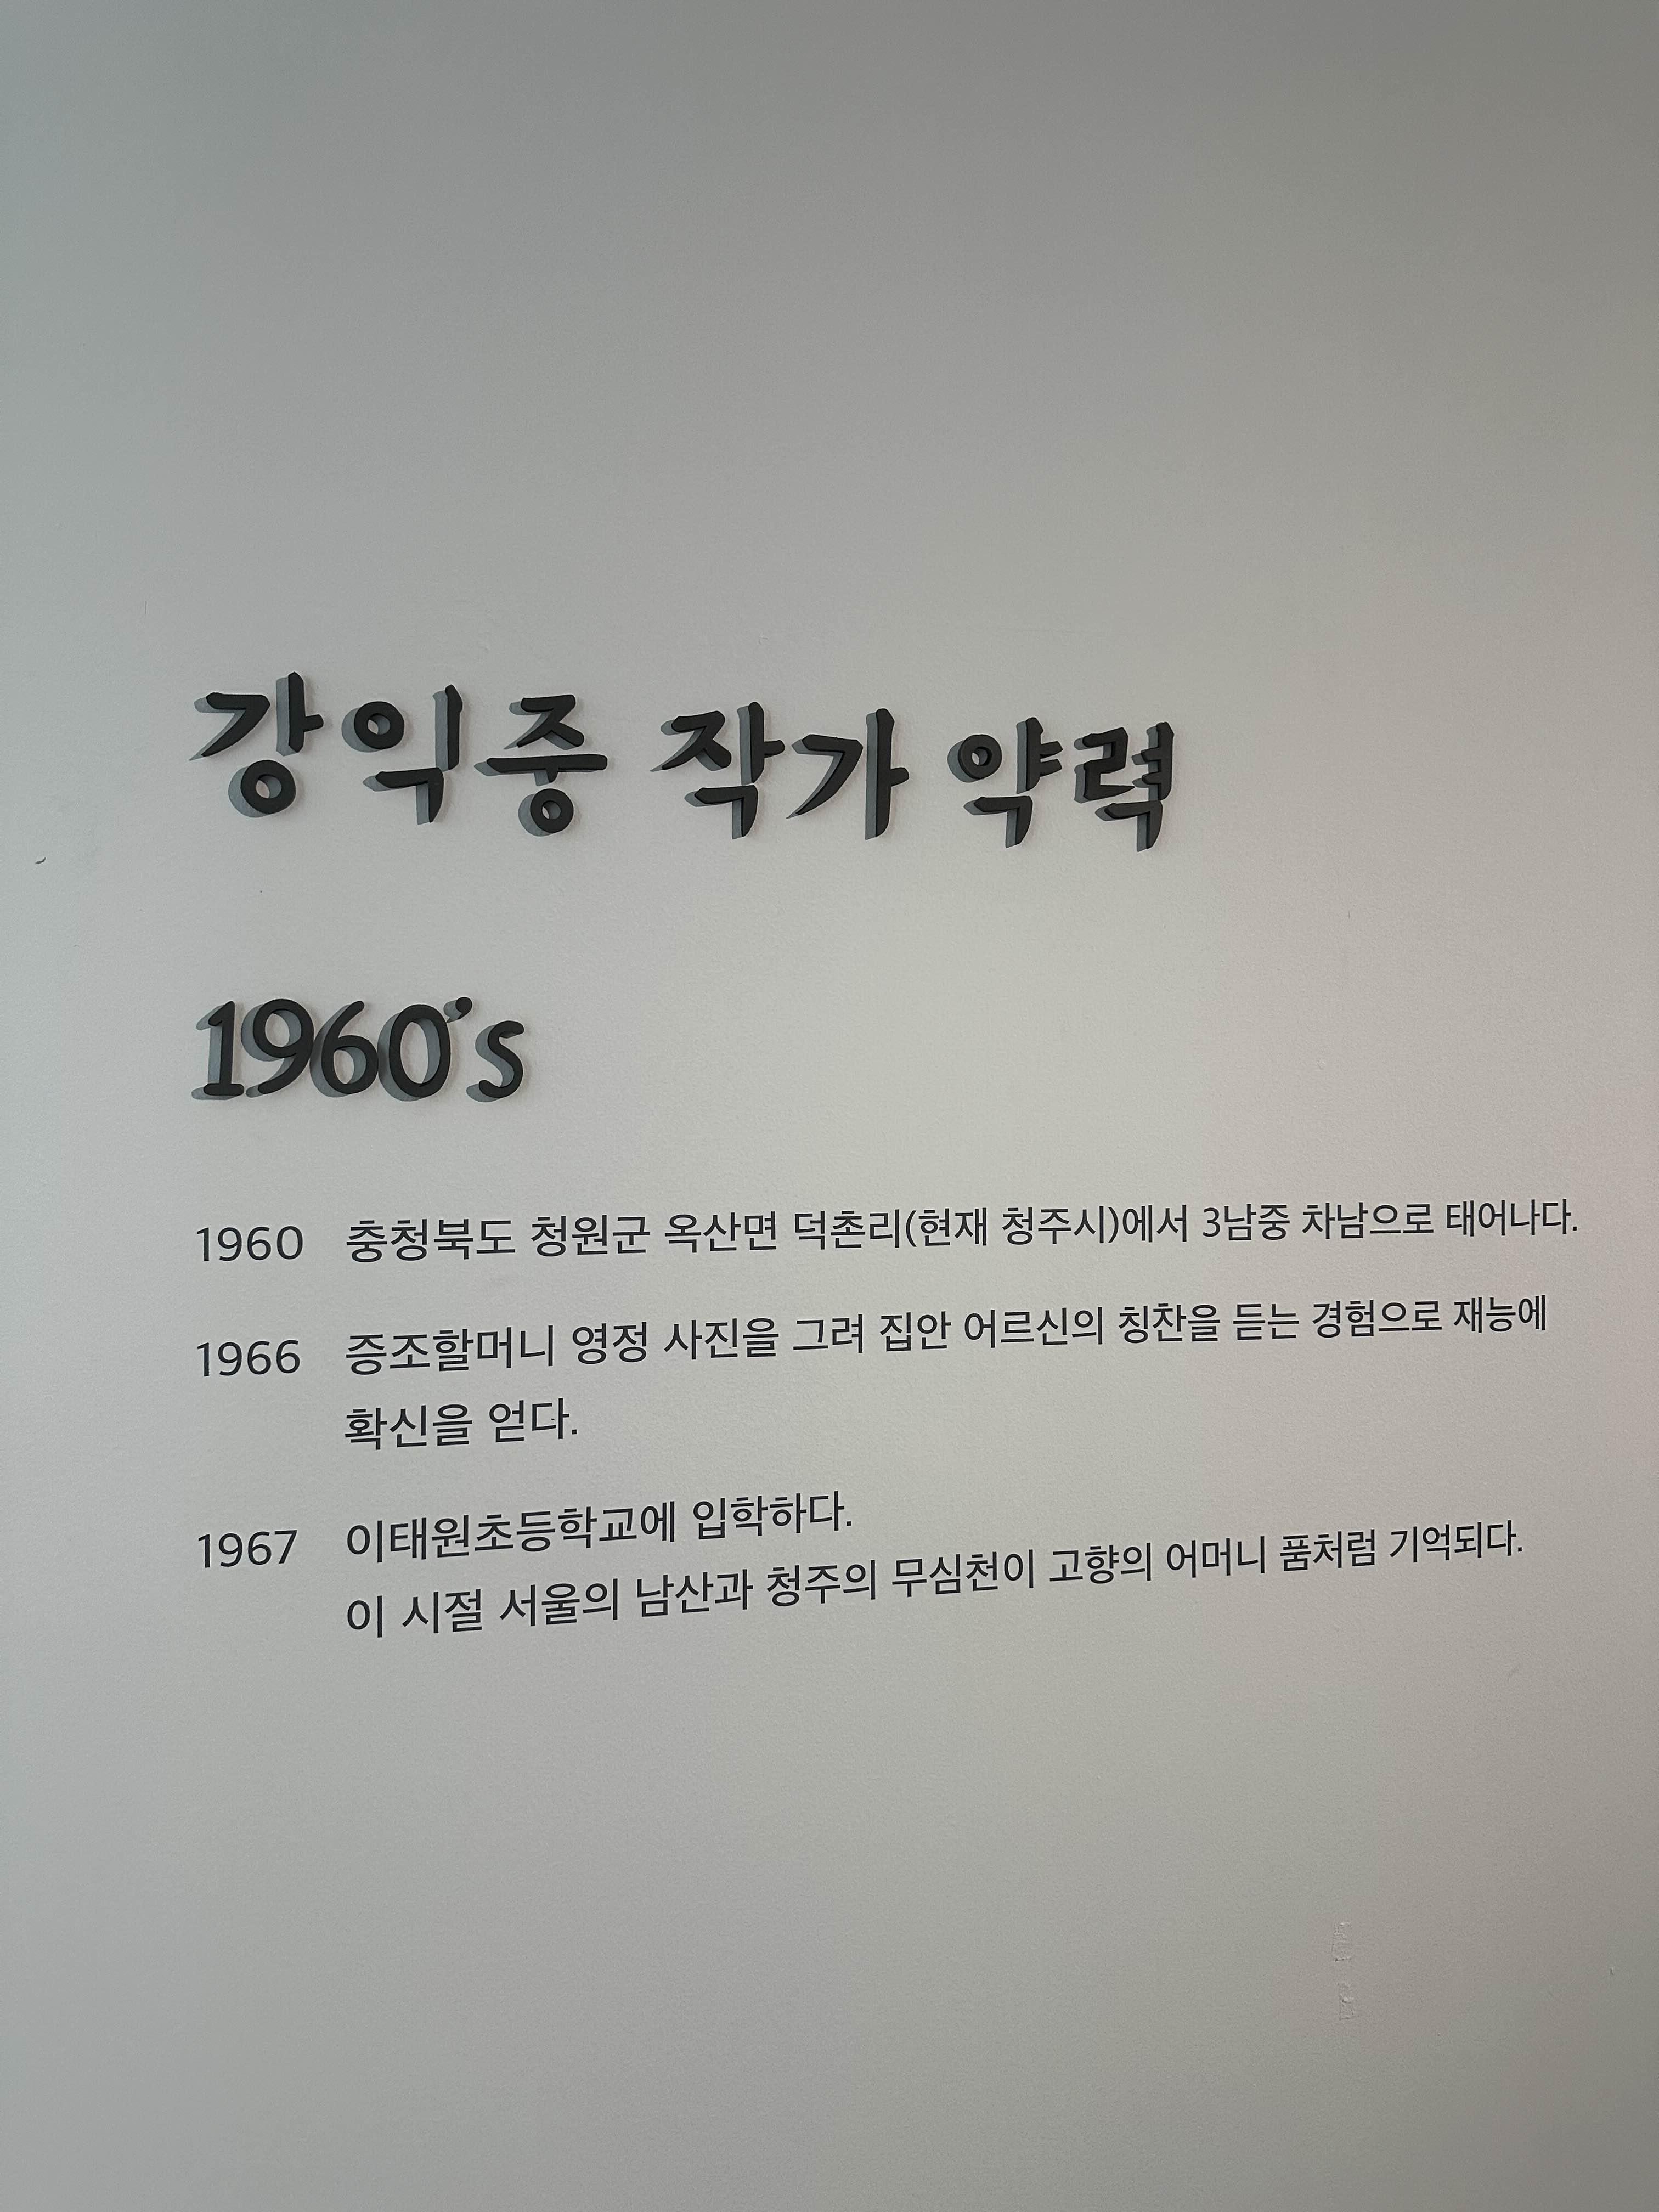 강익중 작가 약력
1960's
1960 충청북도 청원군 옥산면 덕촌리(현재 청주시)에서 3남중 차남으로 태어나다.
1966 증조할머니 영정 사진을 그려 집안 어르신의 칭찬을 듣는 경험으로 재능에
확신을 얻다.
1967 이태원초등학교에 입학하다.
이 시절 서울의 남산과 청주의 무심천이 고향의 어머니 품처럼 기억되다.